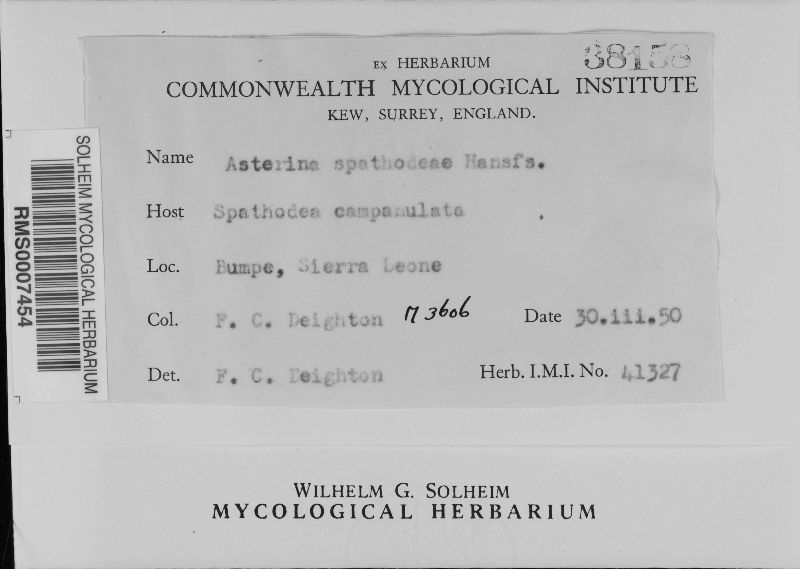 38158
EX HERBARIUM
COMMONWEALTH MYCOLOGICAL INSTITUTE
KEW, SURREY, ENGLAND.
Name Asterina spathodeae Hansfs.
Host Spathodea campanulata
Loc. Bumpe, Sierra Leone
Col. F. C. Deighton M 3606 Date 30.iii.50
Det. F. C. Deighton Herb. I.M.I. No. 41327
SOLHEIM MYCOLOGICAL HERBARIUM
RMS0007454
WILHELM G. SOLHEIM
MYCOLOGICAL HERBARIUM